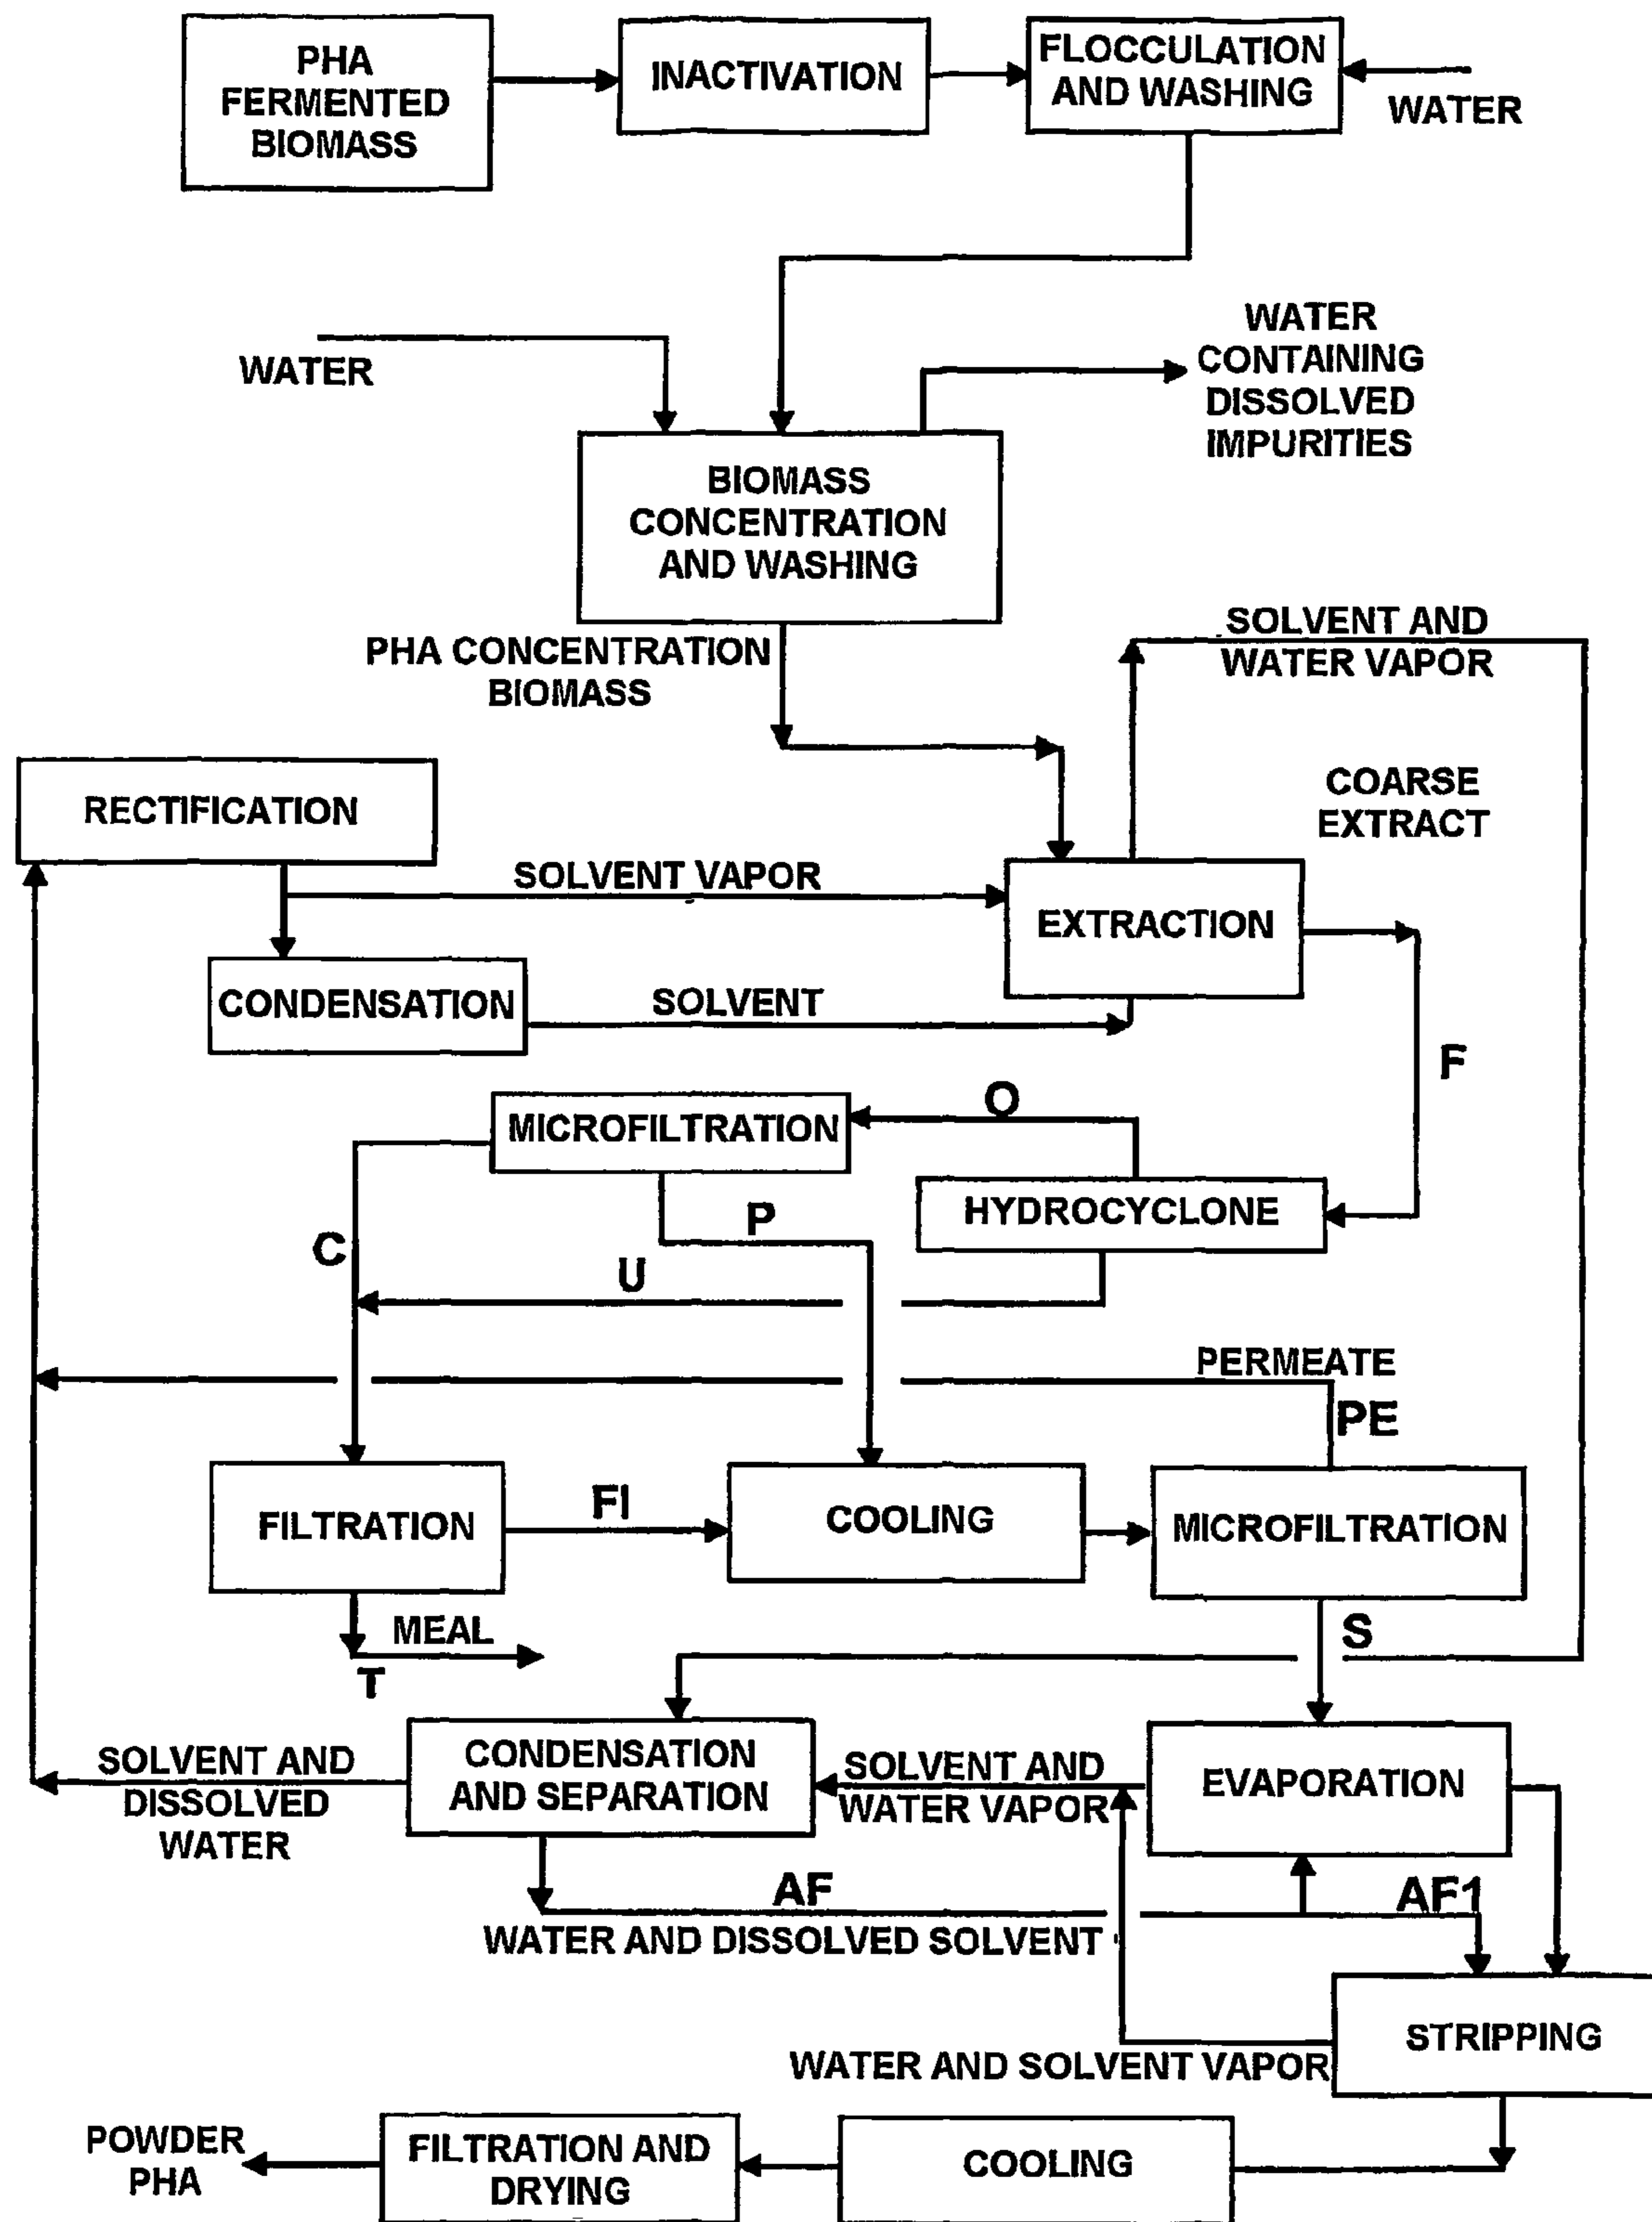 PHA
FERMENTED
BIOMASS
INACTIVATION
FLOCCULATION
AND WASHING
WATER
WATER
WATER
CONTAINING
DISSOLVED
IMPURITIES
BIOMASS
CONCENTRATION
AND WASHING
PHA CONCENTRATION
BIOMASS
SOLVENT AND
WATER VAPOR
RECTIFICATION
COARSE
EXTRACT
SOLVENT VAPOR
EXTRACTION
CONDENSATION
SOLVENT
F
MICROFILTRATION
O
HYDROCYCLONE
P
C
U
PERMEATE
PE
FILTRATION
FI
COOLING
MICROFILTRATION
MEAL
T
S
SOLVENT AND
DISSOLVED
WATER
CONDENSATION
AND SEPARATION
SOLVENT AND
WATER VAPOR
EVAPORATION
AF
AF1
WATER AND DISSOLVED SOLVENT
STRIPPING
WATER AND SOLVENT VAPOR
POWDER
PHA
FILTRATION AND
DRYING
COOLING